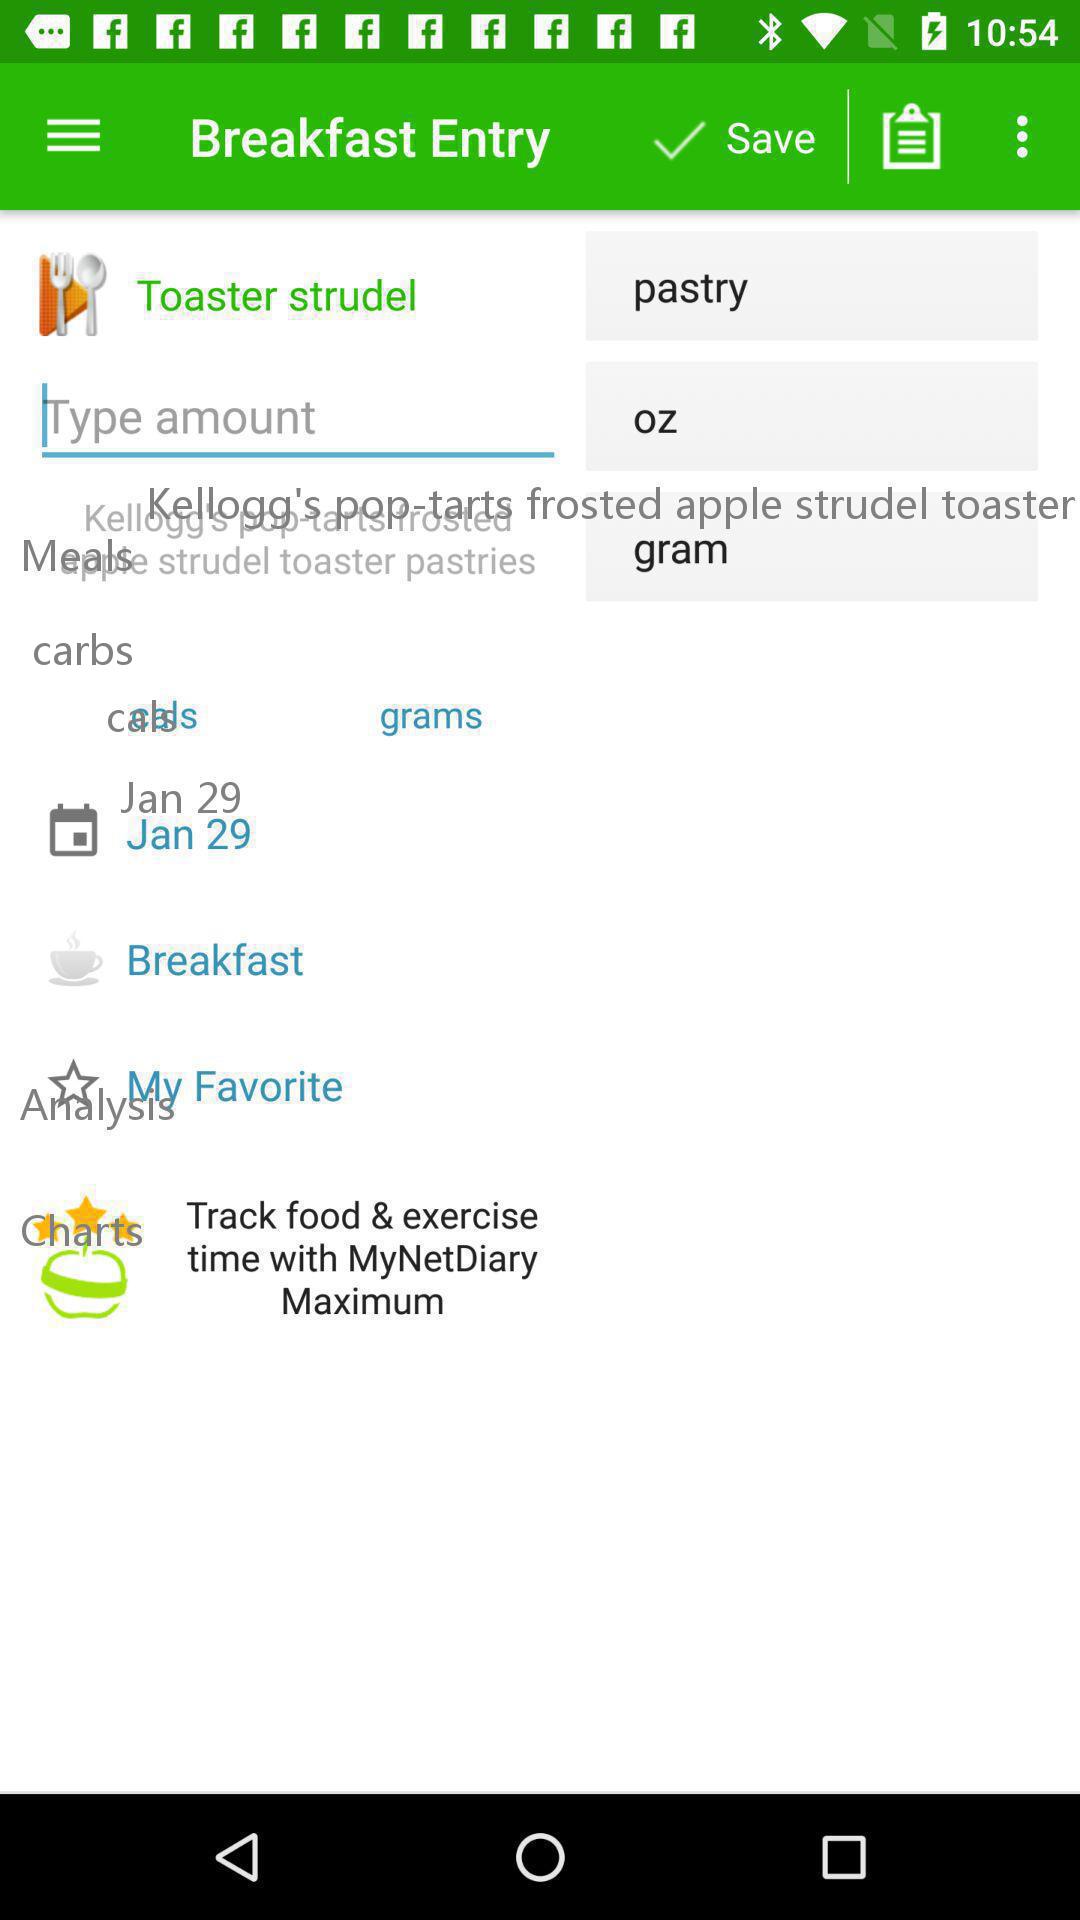 10:54
Breakfast Entry
Save
Toaster strudel
pastry
Type amount
oz
Kellogg's pop-tarts frosted apple strudel toaster
Kellogg's pop-tarts frosted
apple strudel toaster pastries
Meals
gram
carbs
cals
cals
grams
Jan 29
Jan 29
Breakfast
My Favorite
Analysis
Charts
Track food & exercise
time with MyNetDiary
Maximum